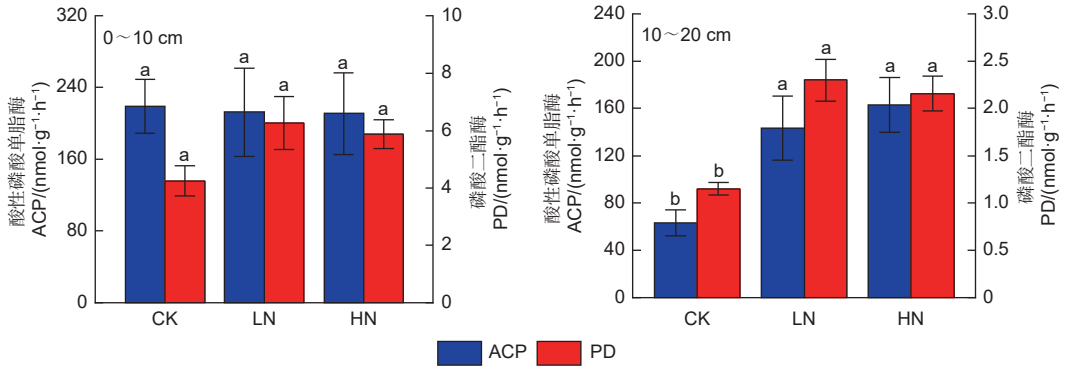 0～10 cm
酸性磷酸单脂酶
ACP/(nmol·g⁻¹·h⁻¹)
320
240
160
80
0
a
a
a
a
a
a
CK
LN
HN
10
8
6
4
2
0
磷酸二酯酶
PD/(nmol·g⁻¹·h⁻¹)
10～20 cm
酸性磷酸单脂酶
ACP/(nmol·g⁻¹·h⁻¹)
240
200
160
120
80
40
0
b
b
a
a
a
a
CK
LN
HN
3.0
2.5
2.0
1.5
1.0
0.5
0
磷酸二酯酶
PD/(nmol·g⁻¹·h⁻¹)
ACP
PD